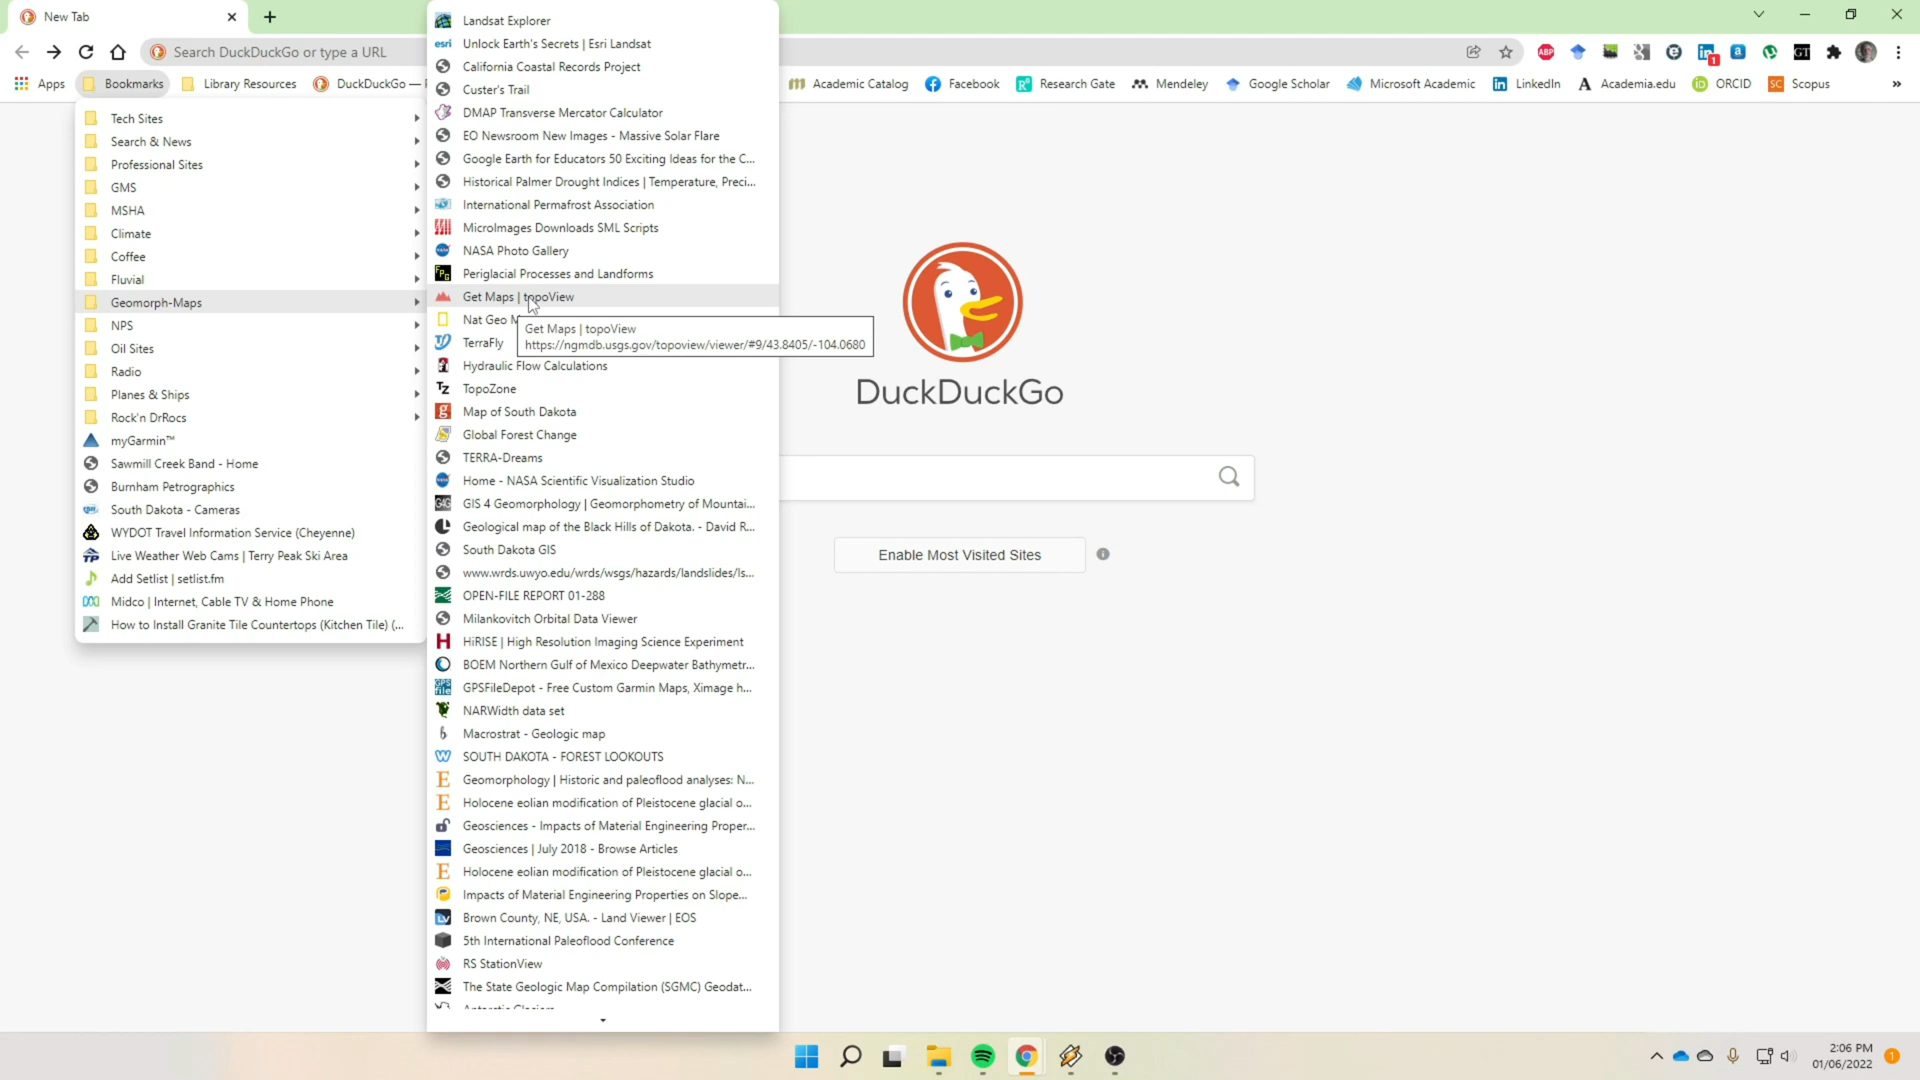 New Tab
Search DuckDuckGo or type a URL
Apps
Bookmarks
Library Resources
DuckDuckGo —
Academic Catalog
Facebook
Research Gate
Mendeley
Google Scholar
Microsoft Academic
LinkedIn
Academia.edu
ORCID
Scopus
Tech Sites
Search & News
Professional Sites
GMS
MSHA
Climate
Coffee
Fluvial
Geomorph-Maps
NPS
Oil Sites
Radio
Planes & Ships
Rock'n DrRocs
myGarmin™
Sawmill Creek Band - Home
Burnham Petrographics
South Dakota - Cameras
WYDOT Travel Information Service (Cheyenne)
Live Weather Web Cams | Terry Peak Ski Area
Add Setlist | setlist.fm
Midco | Internet, Cable TV & Home Phone
How to Install Granite Tile Countertops (Kitchen Tile) (...
Landsat Explorer
esri Unlock Earth's Secrets | Esri Landsat
California Coastal Records Project
Custer's Trail
DMAP Transverse Mercator Calculator
EO Newsroom New Images - Massive Solar Flare
Google Earth for Educators 50 Exciting Ideas for the C...
Historical Palmer Drought Indices | Temperature, Preci...
International Permafrost Association
MicroImages Downloads SML Scripts
NASA Photo Gallery
Periglacial Processes and Landforms
Get Maps | topoView
Nat Geo
Get Maps | topoView
https://ngmdb.usgs.gov/topoview/viewer/#9/43.8405/-104.0680
TerraFly
Hydraulic Flow Calculations
TZ TopoZone
Map of South Dakota
Global Forest Change
TERRA-Dreams
Home - NASA Scientific Visualization Studio
G4G GIS 4 Geomorphology | Geomorphometry of Mountai...
Geological map of the Black Hills of Dakota. - David R...
South Dakota GIS
www.wrds.uwyo.edu/wrds/wsgs/hazards/landslides/ls...
OPEN-FILE REPORT 01-288
Milankovitch Orbital Data Viewer
HiRISE | High Resolution Imaging Science Experiment
BOEM Northern Gulf of Mexico Deepwater Bathymetr...
GPSFileDepot - Free Custom Garmin Maps, Ximage h...
NARWidth data set
Macrostrat - Geologic map
SOUTH DAKOTA - FOREST LOOKOUTS
Geomorphology | Historic and paleoflood analyses: N...
Holocene eolian modification of Pleistocene glacial o...
Geosciences - Impacts of Material Engineering Proper...
Geosciences | July 2018 - Browse Articles
Holocene eolian modification of Pleistocene glacial o...
Impacts of Material Engineering Properties on Slope...
Brown County, NE, USA. - Land Viewer | EOS
5th International Paleoflood Conference
RS StationView
The State Geologic Map Compilation (SGMC) Geodat...
DuckDuckGo
Enable Most Visited Sites
2:06 PM
01/06/2022